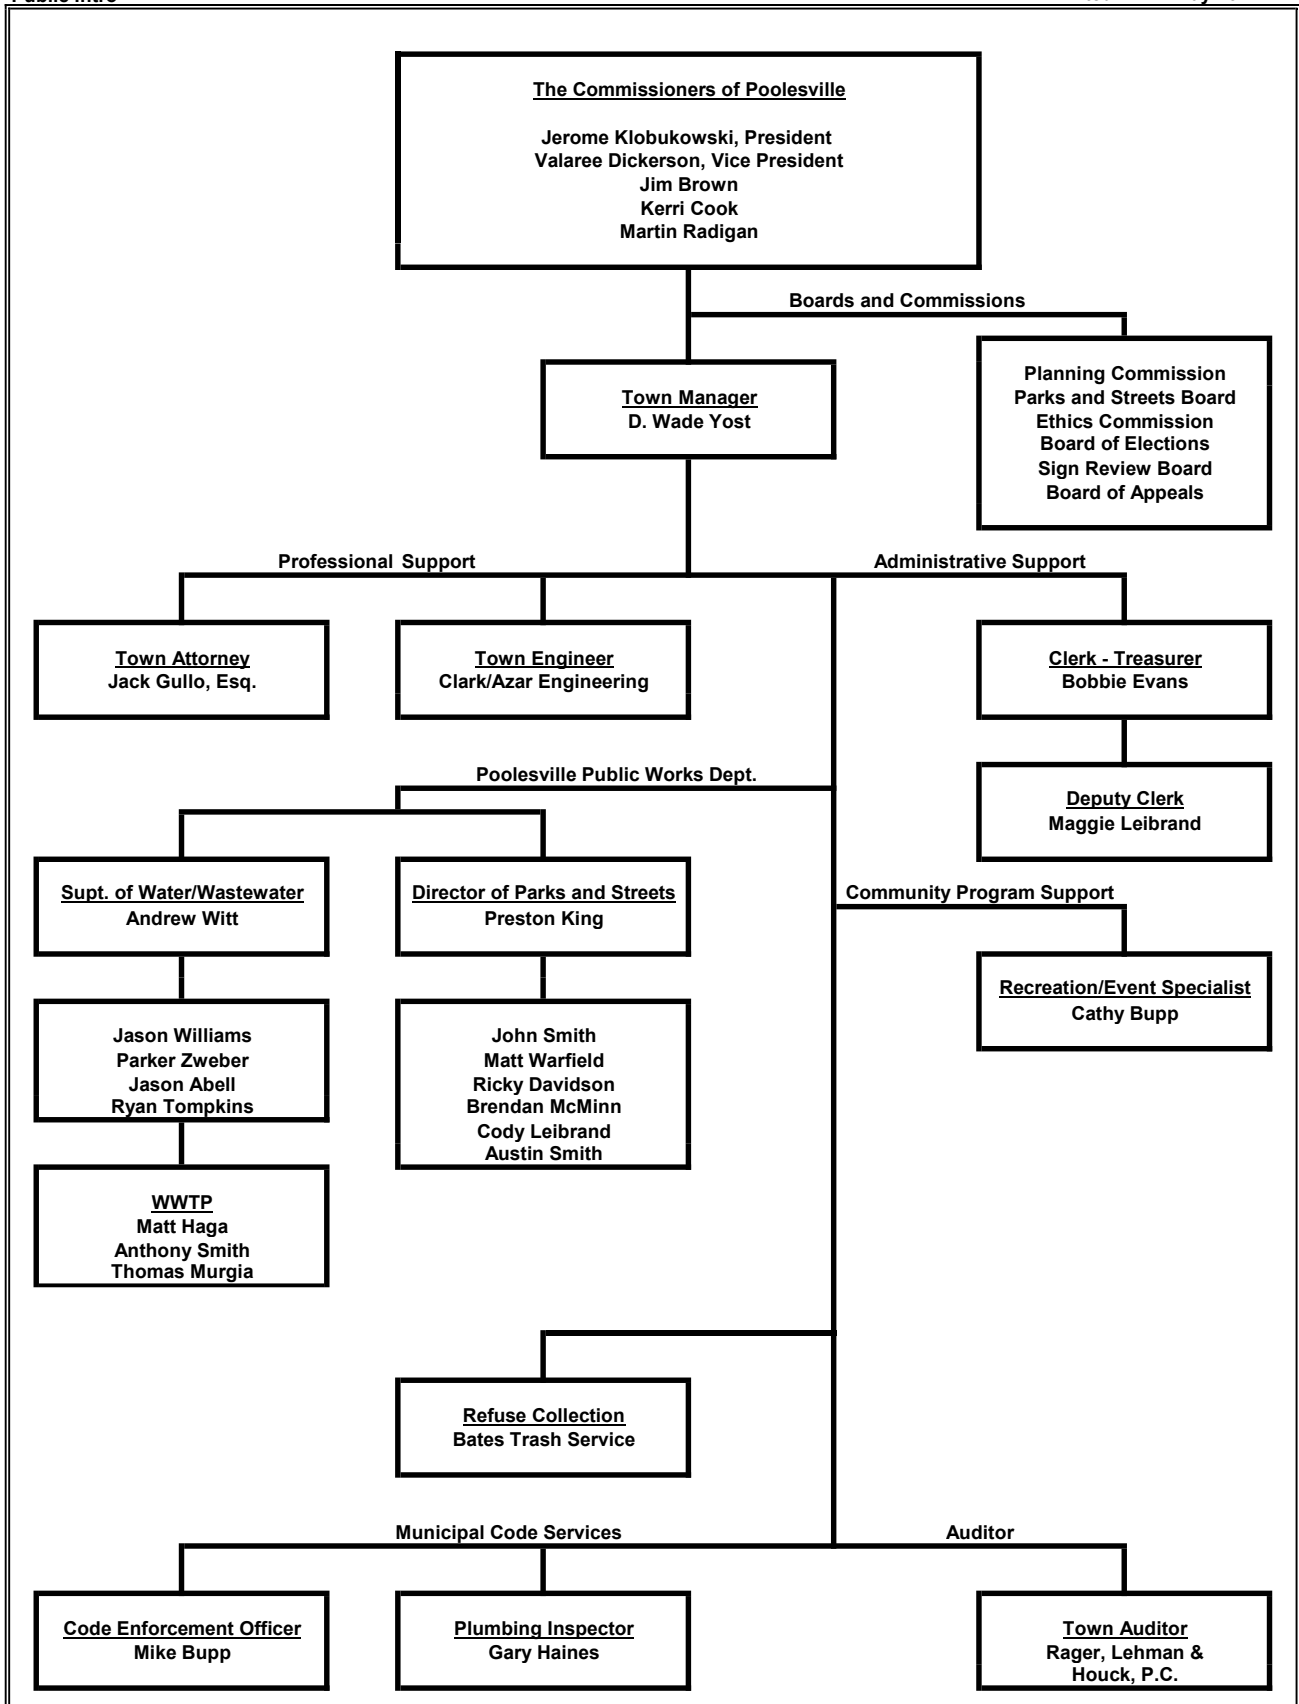 The Commissioners of Poolesville
Jerome Klobukowski, President
Valaree Dickerson, Vice President
Jim Brown
Kerri Cook
Martin Radigan
Boards and Commissions
Planning Commission
Parks and Streets Board
Ethics Commission
Board of Elections
Sign Review Board
Board of Appeals
Town Manager
D. Wade Yost
Professional Support
Administrative Support
Town Attorney
Jack Gullo, Esq.
Town Engineer
Clark/Azar Engineering
Clerk - Treasurer
Bobbie Evans
Deputy Clerk
Maggie Leibrand
Poolesville Public Works Dept.
Supt. of Water/Wastewater
Andrew Witt
Director of Parks and Streets
Preston King
Community Program Support
Recreation/Event Specialist
Cathy Bupp
Jason Williams
Parker Zweber
Jason Abell
Ryan Tompkins
John Smith
Matt Warfield
Ricky Davidson
Brendan McMinn
Cody Leibrand
Austin Smith
WWTP
Matt Haga
Anthony Smith
Thomas Murgia
Refuse Collection
Bates Trash Service
Municipal Code Services
Auditor
Code Enforcement Officer
Mike Bupp
Plumbing Inspector
Gary Haines
Town Auditor
Rager, Lehman &
Houck, P.C.